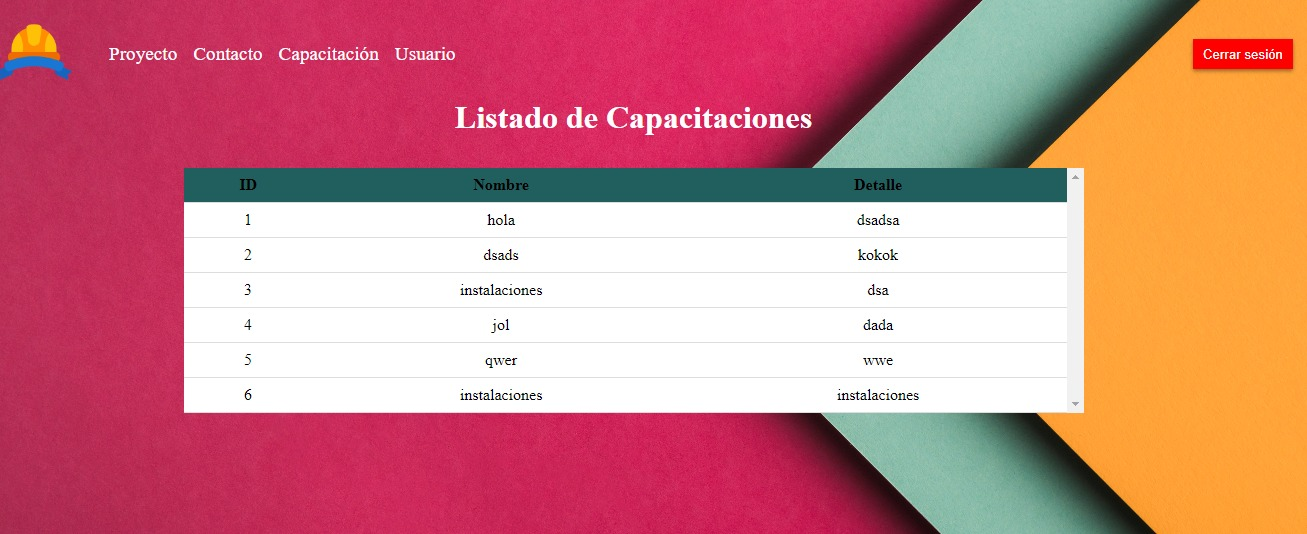 Proyecto Contacto Capacitación Usuario Cerrar sesión
Listado de Capacitaciones
ID Nombre Detalle
1 hola dsadsa
2 dsads kokok
3 instalaciones dsa
4 jol dada
5 qwer wwe
6 instalaciones instalaciones